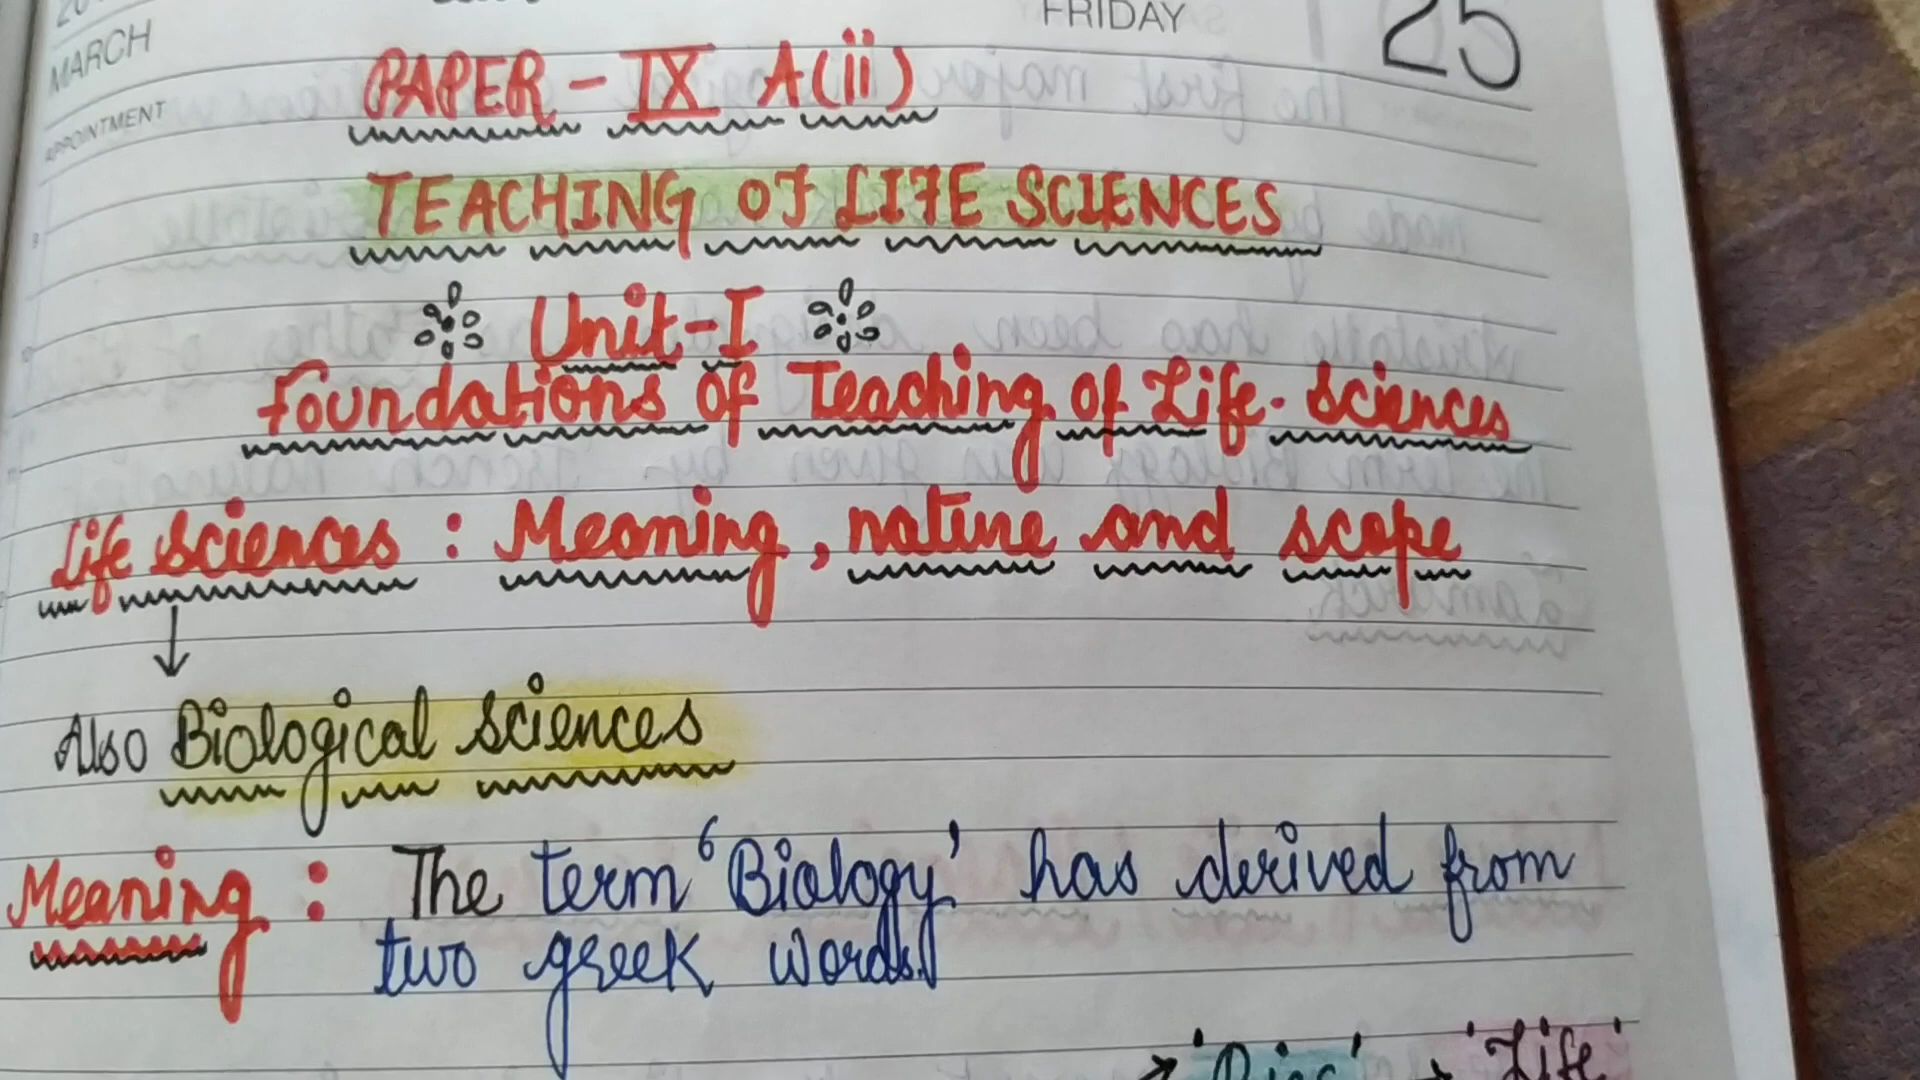 MARCH
FRIDAY
25
APPOINTMENT
PAPER - IX A(ii)
TEACHING OF LIFE SCIENCES
Unit-I
Foundations of Teaching of Life. Sciences
Life Sciences : Meaning, nature and scope
Also Biological Sciences
Meaning : The term 'Biology' has derived from
two greek words
'Life'